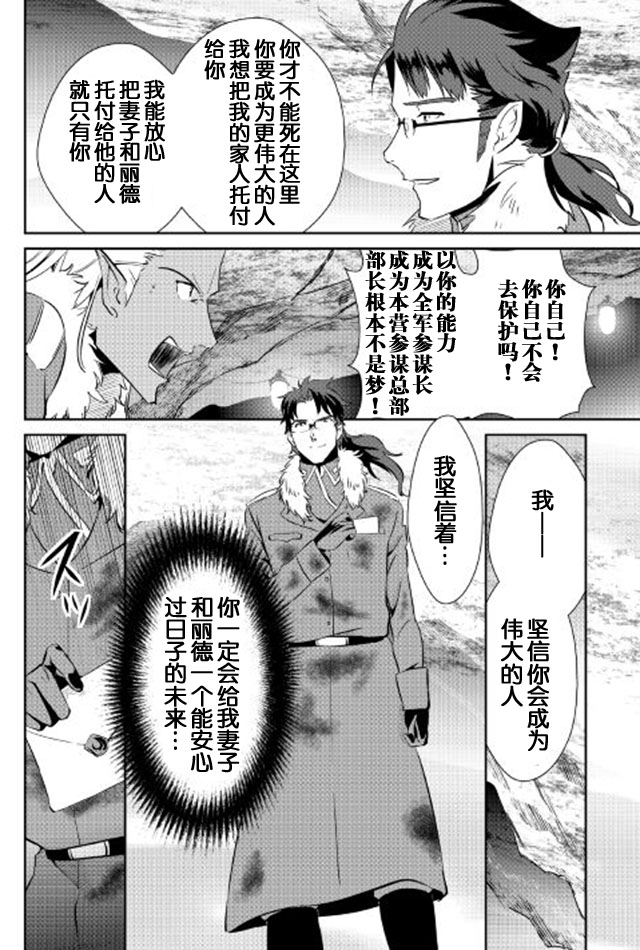 你才不能死在这里
你要成为更伟大的人
我想把我的家人托付
给你
我能放心
把妻子和丽德
托付给他的人
就只有你
你自己！
你自己不会
去保护吗！
以你的能力
成为全军参谋长
成为本营参谋总部
部长根本不是梦！
我——
坚信你会成为
伟大的人
我坚信着…
你一定会给我妻子
和丽德一个能安心
过日子的未来…